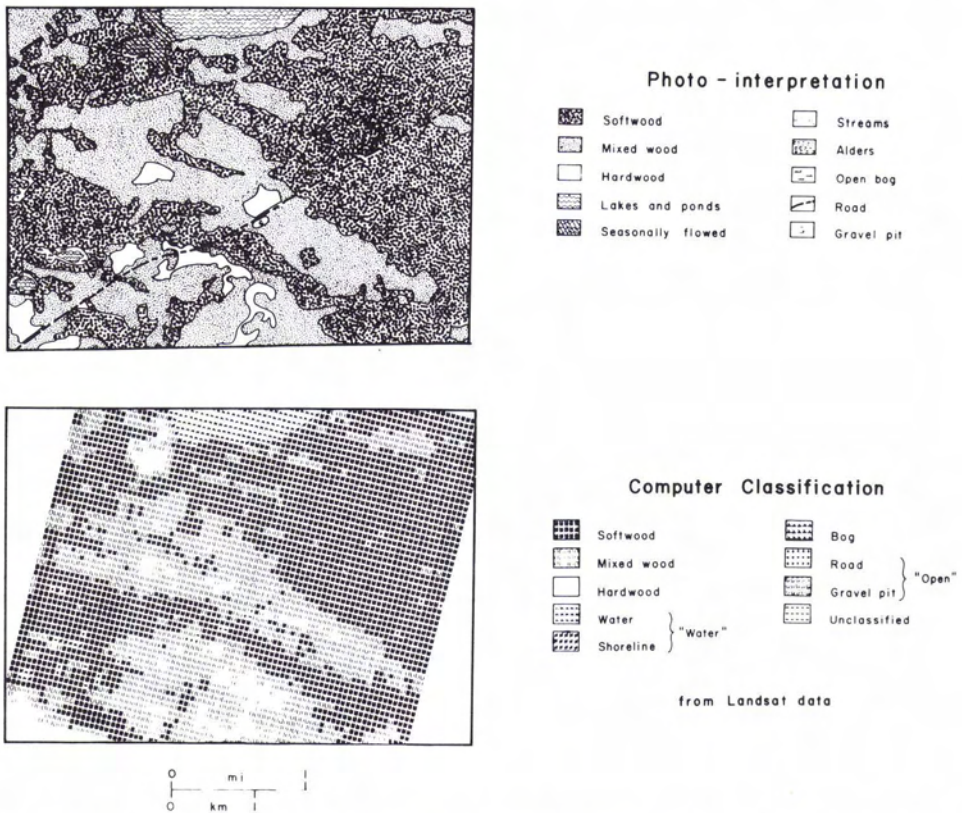 Photo - interpretation
Softwood
Mixed wood
Hardwood
Lakes and ponds
Seasonally flowed
Streams
Alders
Open bog
Road
Gravel pit
Computer Classification
Softwood
Mixed wood
Hardwood
Water
Shoreline
"Water"
Bog
Road
Gravel pit
"Open"
Unclassified
from Landsat data
0 mi 1
0 km 1